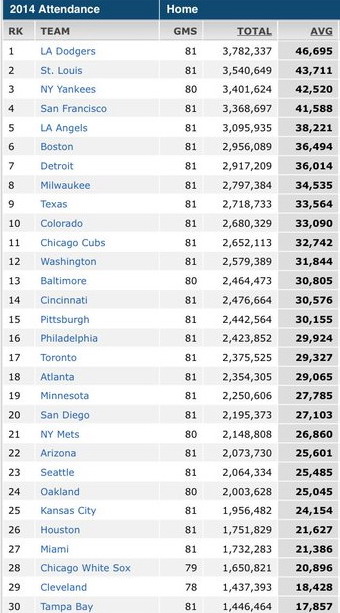 2014 Attendance Home
RK TEAM GMS TOTAL AVG
1 LA Dodgers 81 3,782,337 46,695
2 St. Louis 81 3,540,649 43,711
3 NY Yankees 80 3,401,624 42,520
4 San Francisco 81 3,368,697 41,588
5 LA Angels 81 3,095,935 38,221
6 Boston 81 2,956,089 36,494
7 Detroit 81 2,917,209 36,014
8 Milwaukee 81 2,797,384 34,535
9 Texas 81 2,718,733 33,564
10 Colorado 81 2,680,329 33,090
11 Chicago Cubs 81 2,652,113 32,742
12 Washington 81 2,579,389 31,844
13 Baltimore 80 2,464,473 30,805
14 Cincinnati 81 2,476,664 30,576
15 Pittsburgh 81 2,442,564 30,155
16 Philadelphia 81 2,423,852 29,924
17 Toronto 81 2,375,525 29,327
18 Atlanta 81 2,354,305 29,065
19 Minnesota 81 2,250,606 27,785
20 San Diego 81 2,195,373 27,103
21 NY Mets 80 2,148,808 26,860
22 Arizona 81 2,073,730 25,601
23 Seattle 81 2,064,334 25,485
24 Oakland 80 2,003,628 25,045
25 Kansas City 81 1,956,482 24,154
26 Houston 81 1,751,829 21,627
27 Miami 81 1,732,283 21,386
28 Chicago White Sox 79 1,650,821 20,896
29 Cleveland 78 1,437,393 18,428
30 Tampa Bay 81 1,446,464 17,857